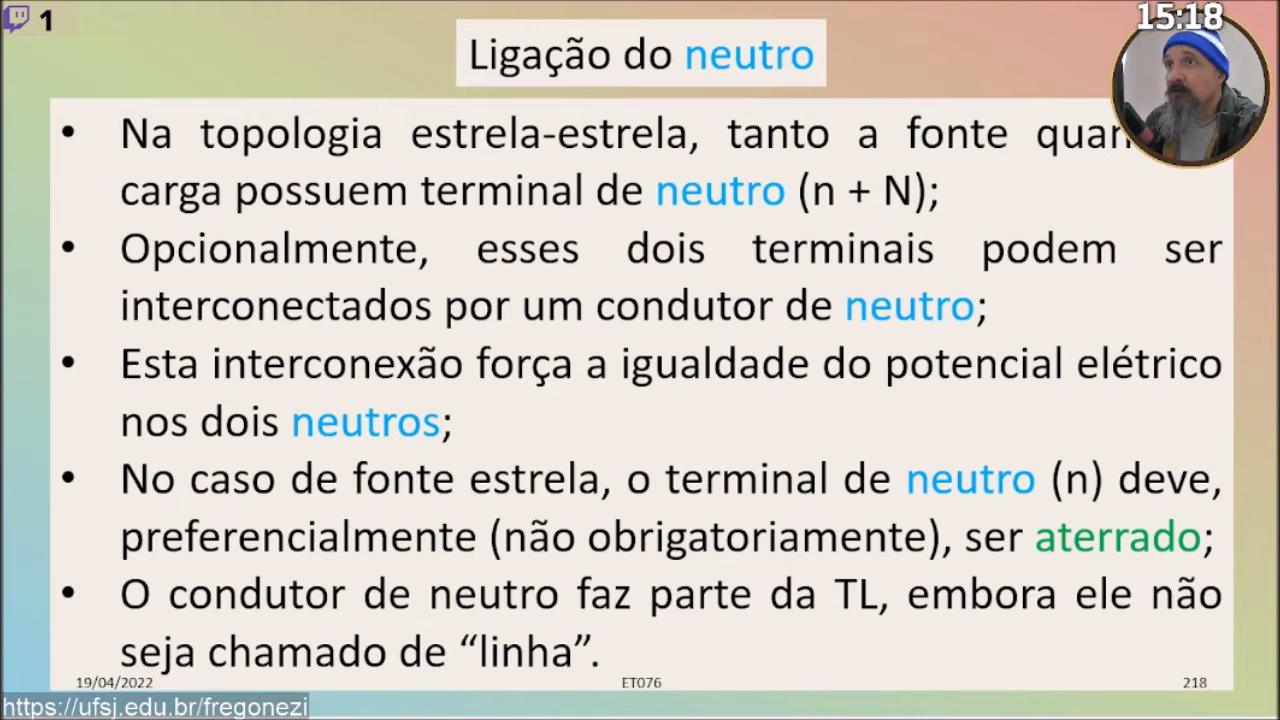 1
15:18
Ligação do neutro
• Na topologia estrela-estrela, tanto a fonte
carga possuem terminal de neutro (n + N);
• Opcionalmente, esses dois terminais podem ser
interconectados por um condutor de neutro;
• Esta interconexão força a igualdade do potencial elétrico
nos dois neutros;
• No caso de fonte estrela, o terminal de neutro (n) deve,
preferencialmente (não obrigatoriamente), ser aterrado;
• O condutor de neutro faz parte da TL, embora ele não
seja chamado de “linha”.
19/04/2022 ET076 218
https://ufsj.edu.br/fregonezi